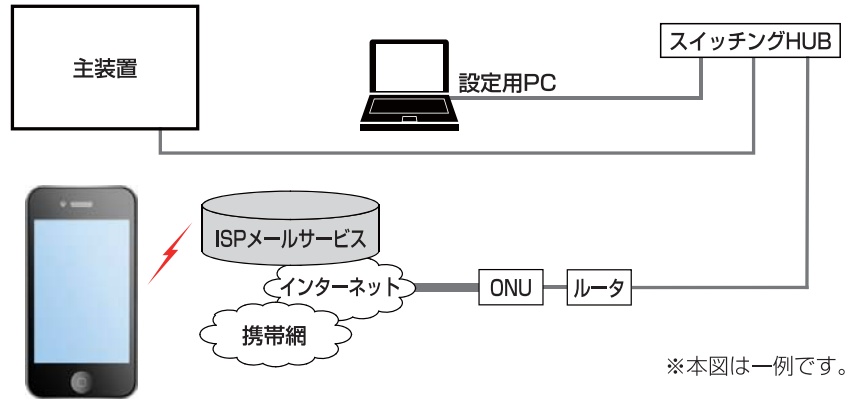 主装置
設定用PC
スイッチングHUB
ISPメールサービス
インターネット
ONU
ルータ
携帯網
※本図は一例です。